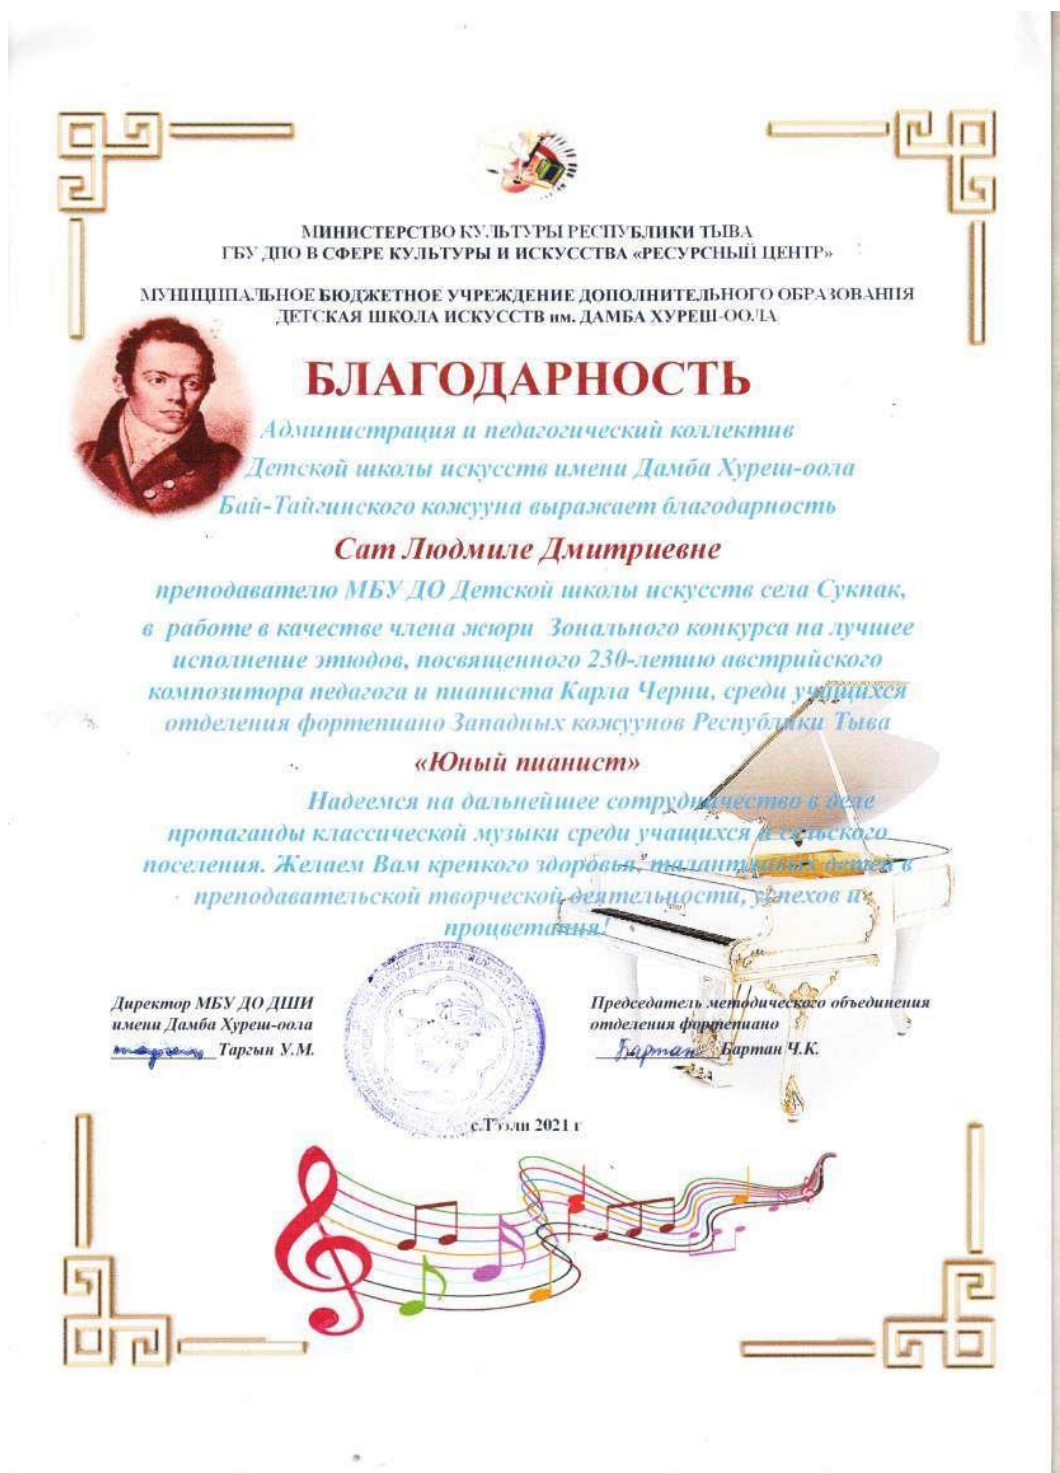 МИНИСТЕРСТВО КУЛЬТУРЫ РЕСПУБЛИКИ ТЫВА
ГБУ ДПО В СФЕРЕ КУЛЬТУРЫ И ИСКУССТВА «РЕСУРСНЫЙ ЦЕНТР»
МУНИЦИПАЛЬНОЕ БЮДЖЕТНОЕ УЧРЕЖДЕНИЕ ДОПОЛНИТЕЛЬНОГО ОБРАЗОВАНИЯ
ДЕТСКАЯ ШКОЛА ИСКУССТВ им. ДАМБА ХУРЕШ-ООЛА
БЛАГОДАРНОСТЬ
Администрация и педагогический коллектив
Детской школы искусств имени Дамба Хуреш-оола
Бай-Тайгинского кожууна выражает благодарность
Сат Людмиле Дмитриевне
преподавателю МБУ ДО Детской школы искусств села Сукпак,
в работе в качестве члена жюри Зонального конкурса на лучшее
исполнение этюдов, посвященного 230-летию австрийского
композитора педагога и пианиста Карла Черни, среди учащихся
отделения фортепиано Западных кожуунов Республики Тыва
«Юный пианист»
Надеемся на дальнейшее сотрудничество в деле
пропаганды классической музыки среди учащихся и сельского
поселения. Желаем Вам крепкого здоровья, талантливых детей в
преподавательской творческой деятельности, успехов и
процветания!
Директор МБУ ДО ДШИ
имени Дамба Хуреш-оола
Таргын У.М.
Председатель методического объединения
отделения фортепиано
Бартан Бартан Ч.К.
с.Тээли 2021 г